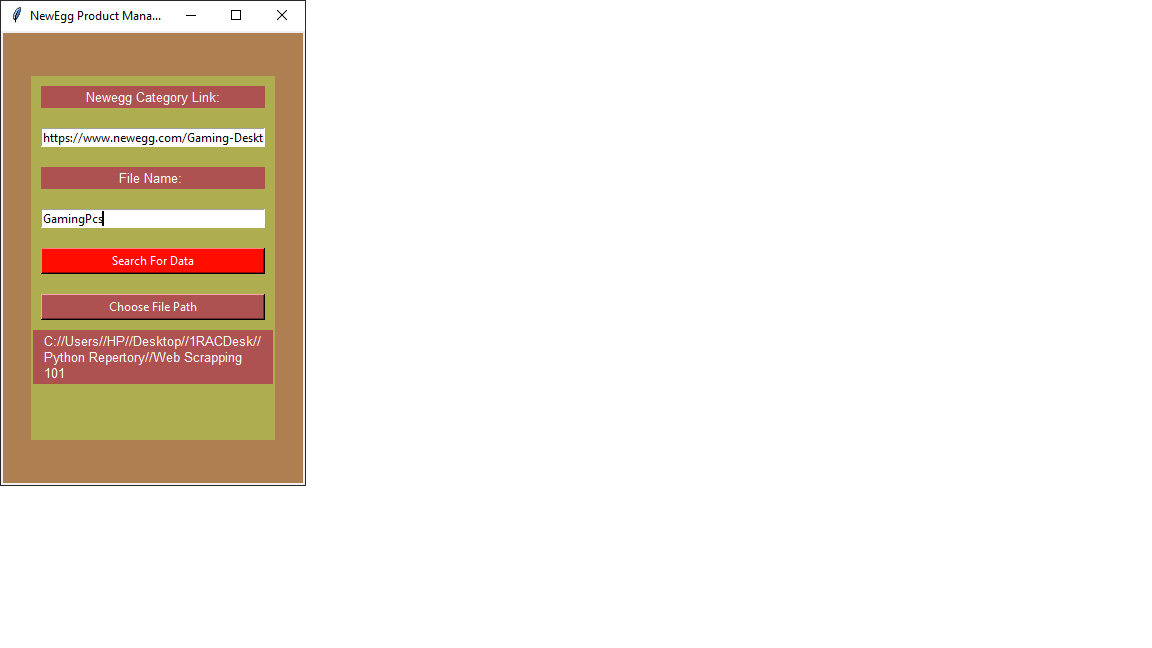 NewEgg Product Mana...
Newegg Category Link:
https://www.newegg.com/Gaming-Deskt
File Name:
GamingPcs
Search For Data
Choose File Path
C://Users//HP//Desktop//1RACDesk//
Python Repertory//Web Scrapping
101